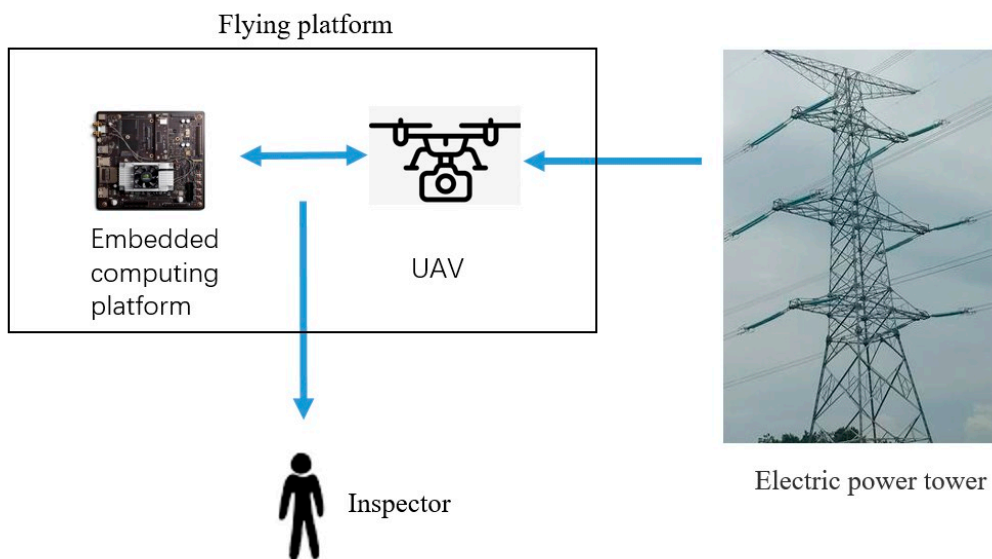 Flying platform
Embedded
computing
platform
UAV
Inspector
Electric power tower